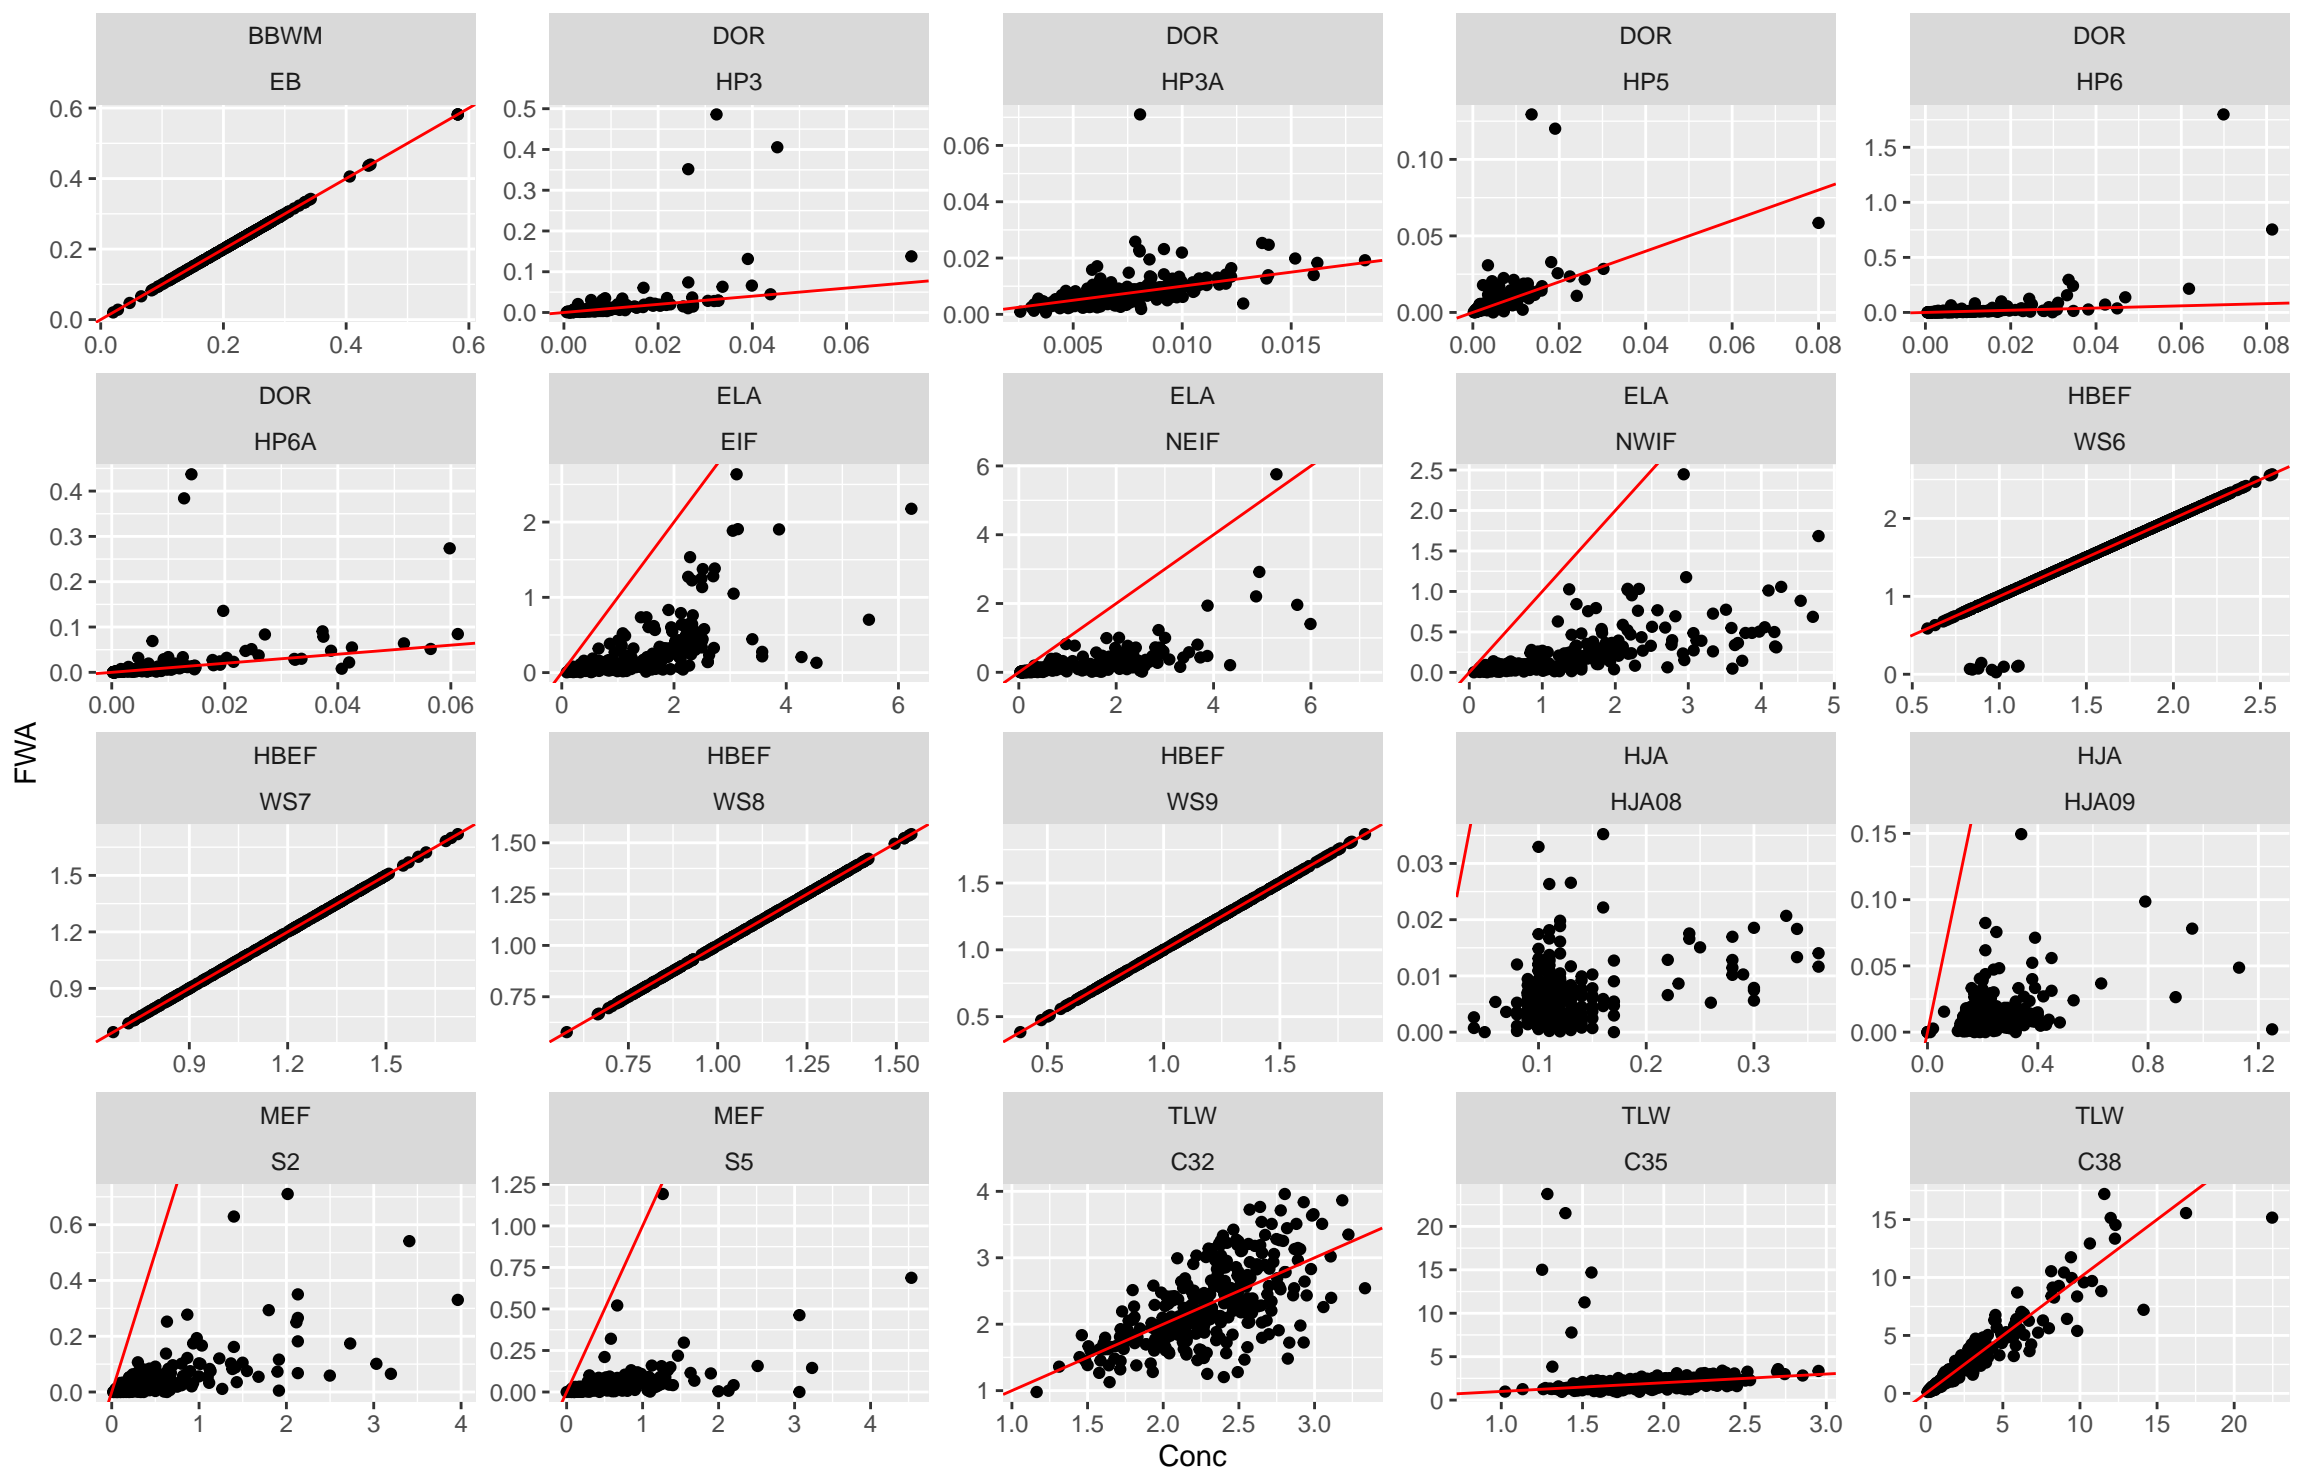 BBWM DOR DOR DOR DOR
EB HP3 HP3A HP5 HP6
0.6 0.4 0.2 0.0
0.0 0.2 0.4 0.6
0.5 0.4 0.3 0.2 0.1 0.0
0.00 0.02 0.04 0.06
0.06 0.04 0.02 0.00
0.005 0.010 0.015
0.10 0.05 0.00
0.00 0.02 0.04 0.06 0.08
1.5 1.0 0.5 0.0
0.00 0.02 0.04 0.06 0.08
DOR ELA ELA ELA HBEF
HP6A EIF NEIF NWIF WS6
0.4 0.3 0.2 0.1 0.0
0.00 0.02 0.04 0.06
2 1 0
0 2 4 6
6 4 2 0
0 2 4 6
2.5 2.0 1.5 1.0 0.5 0.0
0 1 2 3 4 5
2 1 0
0.5 1.0 1.5 2.0 2.5
FWA
HBEF HBEF HBEF HJA HJA
WS7 WS8 WS9 HJA08 HJA09
1.5 1.2 0.9
0.9 1.2 1.5
1.50 1.25 1.00 0.75
0.75 1.00 1.25 1.50
1.5 1.0 0.5
0.5 1.0 1.5
0.03 0.02 0.01 0.00
0.1 0.2 0.3
0.15 0.10 0.05 0.00
0.0 0.4 0.8 1.2
MEF MEF TLW TLW TLW
S2 S5 C32 C35 C38
0.6 0.4 0.2 0.0
0 1 2 3 4
1.25 1.00 0.75 0.50 0.25 0.00
0 1 2 3 4
4 3 2 1
1.0 1.5 2.0 2.5 3.0
20 15 10 5 0
1.0 1.5 2.0 2.5 3.0
15 10 5 0
0 5 10 15 20
Conc